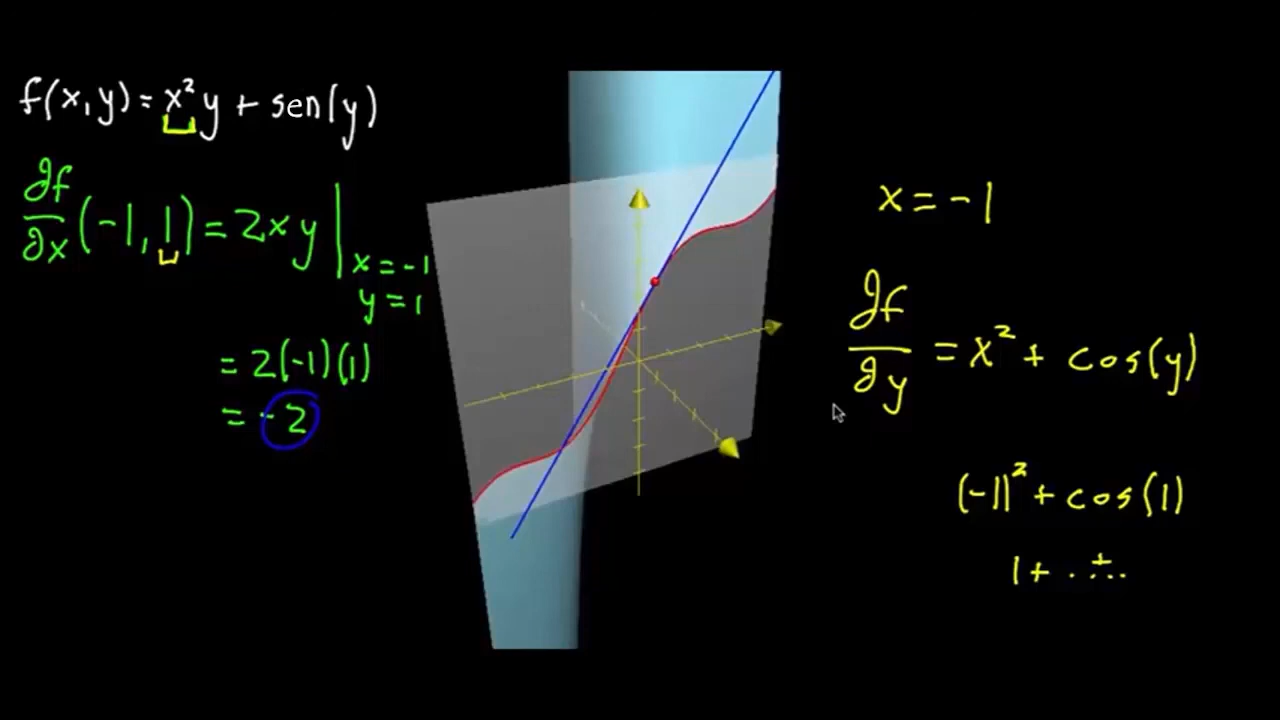 f(x,y) = x²y + sen(y)
∂f/∂x (-1, 1) = 2xy |
x = -1
y = 1
= 2(-1)(1)
= -2
x = -1
∂f/∂y = x² + cos(y)
(-1)² + cos(1)
1 + . + ...